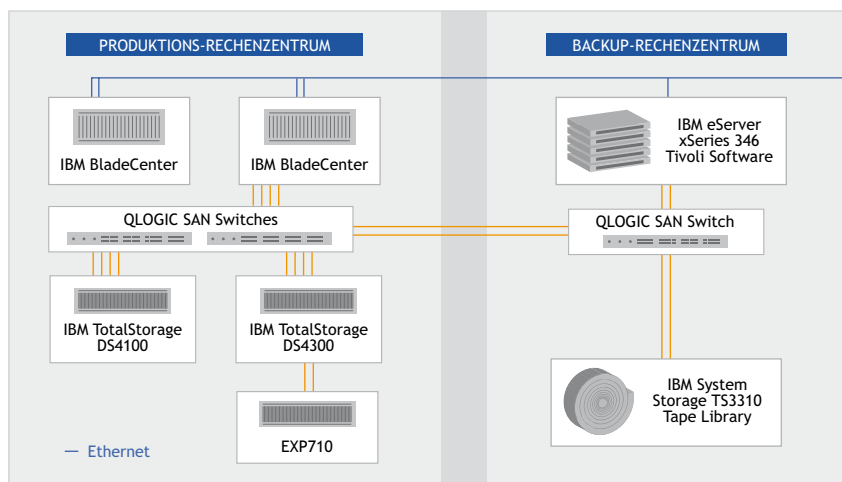 PRODUKTIONS-RECHENZENTRUM
BACKUP-RECHENZENTRUM
IBM BladeCenter
IBM BladeCenter
IBM eServer
xSeries 346
Tivoli Software
QLOGIC SAN Switches
QLOGIC SAN Switch
IBM TotalStorage
DS4100
IBM TotalStorage
DS4300
IBM System
Storage TS3310
Tape Library
EXP710
Ethernet